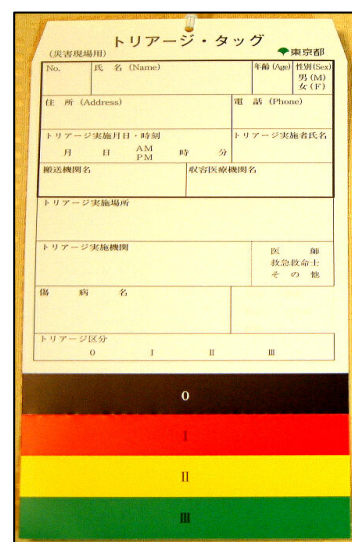 トリアージ・タッグ
(災害現場用)
東京都
No. 氏 名 (Name) 年齢 (Age) 性別(Sex)
男 (M)
女 (F)
住 所 (Address) 電 話 (Phone)
トリアージ実施月日・時刻 トリアージ実施者氏名
月 日 AM 時 分
PM
搬送機関名 収容医療機関名
トリアージ実施場所
トリアージ実施機関 医 師
救急救命士
そ の 他
傷 病 名
トリアージ区分
0 I II III
0
I
II
III